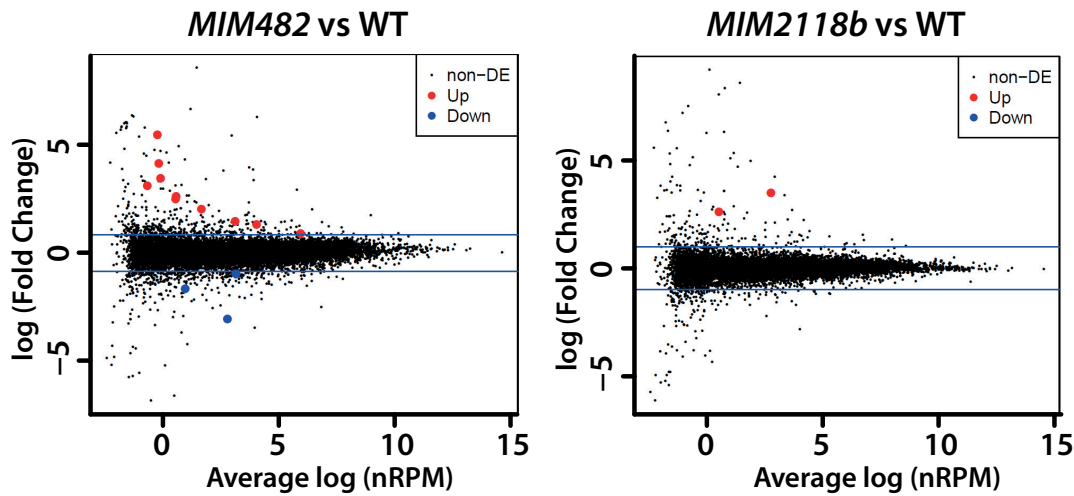 MIM482 vs WT
log (Fold Change)
5
0
−5
non−DE
Up
Down
0
5
10
15
Average log (nRPM)
MIM2118b vs WT
log (Fold Change)
5
0
−5
non−DE
Up
Down
0
5
10
15
Average log (nRPM)